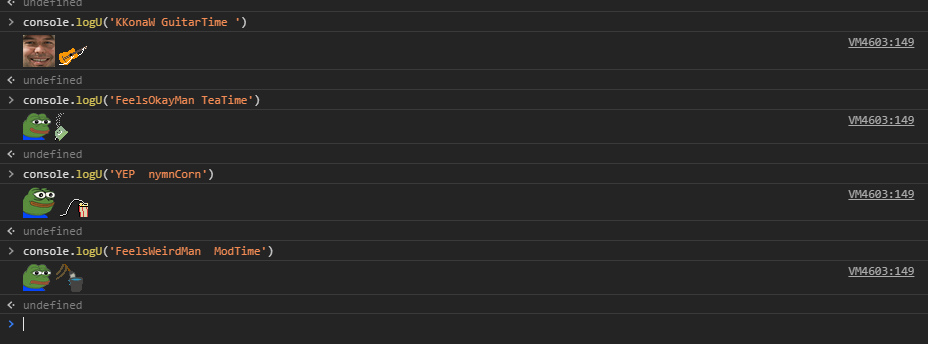 undefined
console.logU('KKonaW GuitarTime ')
VM4603:149
undefined
console.logU('FeelsOkayMan TeaTime')
VM4603:149
undefined
console.logU('YEP  nymnCorn')
VM4603:149
undefined
console.logU('FeelsWeirdMan  ModTime')
VM4603:149
undefined